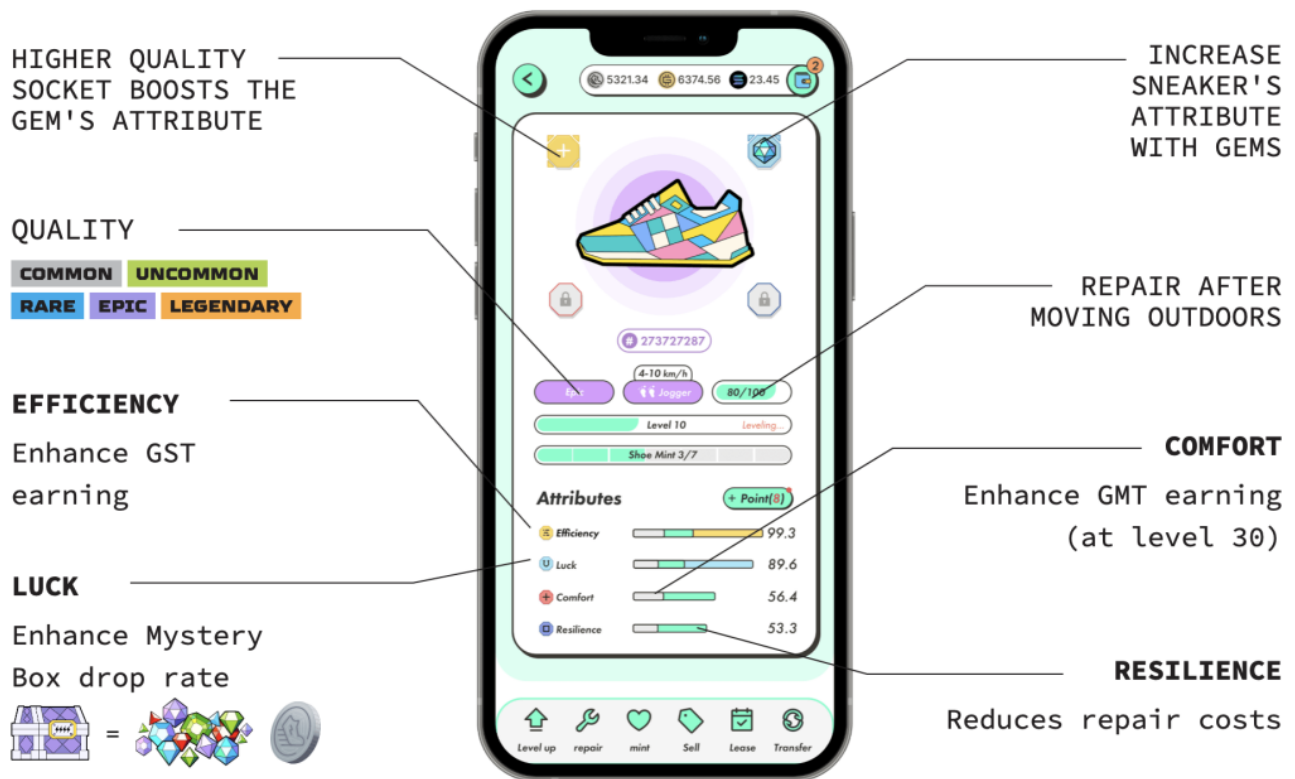 HIGHER QUALITY
SOCKET BOOSTS THE
GEM'S ATTRIBUTE
QUALITY
COMMON UNCOMMON
RARE EPIC LEGENDARY
EFFICIENCY
Enhance GST
earning
LUCK
Enhance Mystery
Box drop rate
=
5321.34 6374.56 23.45 2
# 273727287
4-10 km/h
Epic Jogger 80/100
Level 10 Leveling...
Shoe Mint 3/7
Attributes + Point(8)
Efficiency 99.3
Luck 89.6
Comfort 56.4
Resilience 53.3
Level up repair mint Sell Lease Transfer
INCREASE
SNEAKER'S
ATTRIBUTE
WITH GEMS
REPAIR AFTER
MOVING OUTDOORS
COMFORT
Enhance GMT earning
(at level 30)
RESILIENCE
Reduces repair costs